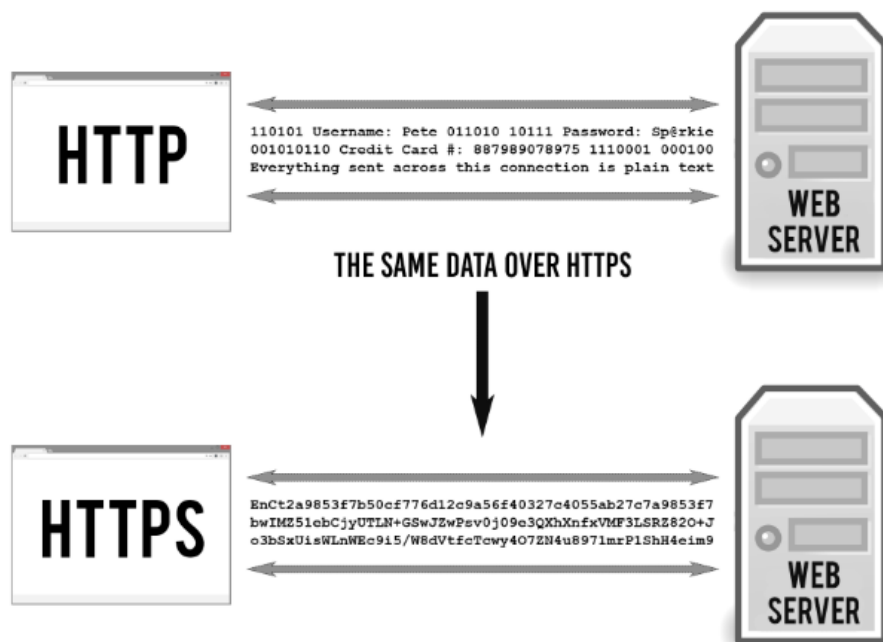 HTTP
110101 Username: Pete 011010 10111 Password: Sp@rkie
001010110 Credit Card #: 887989078975 1110001 000100
Everything sent across this connection is plain text
WEB
SERVER
THE SAME DATA OVER HTTPS
HTTPS
EnCt2a9853f7b50cf776d12c9a56f40327c4055ab27c7a9853f7
bwIMZ51ebCjyUTLN+GSwJZwPsv0j09e3QXhXnfxVMF3LSRZ82O+J
o3bSxUisWLnWEc9i5/W8dVtfcTcwy4O7ZN4u8971mrP1ShH4eim9
WEB
SERVER